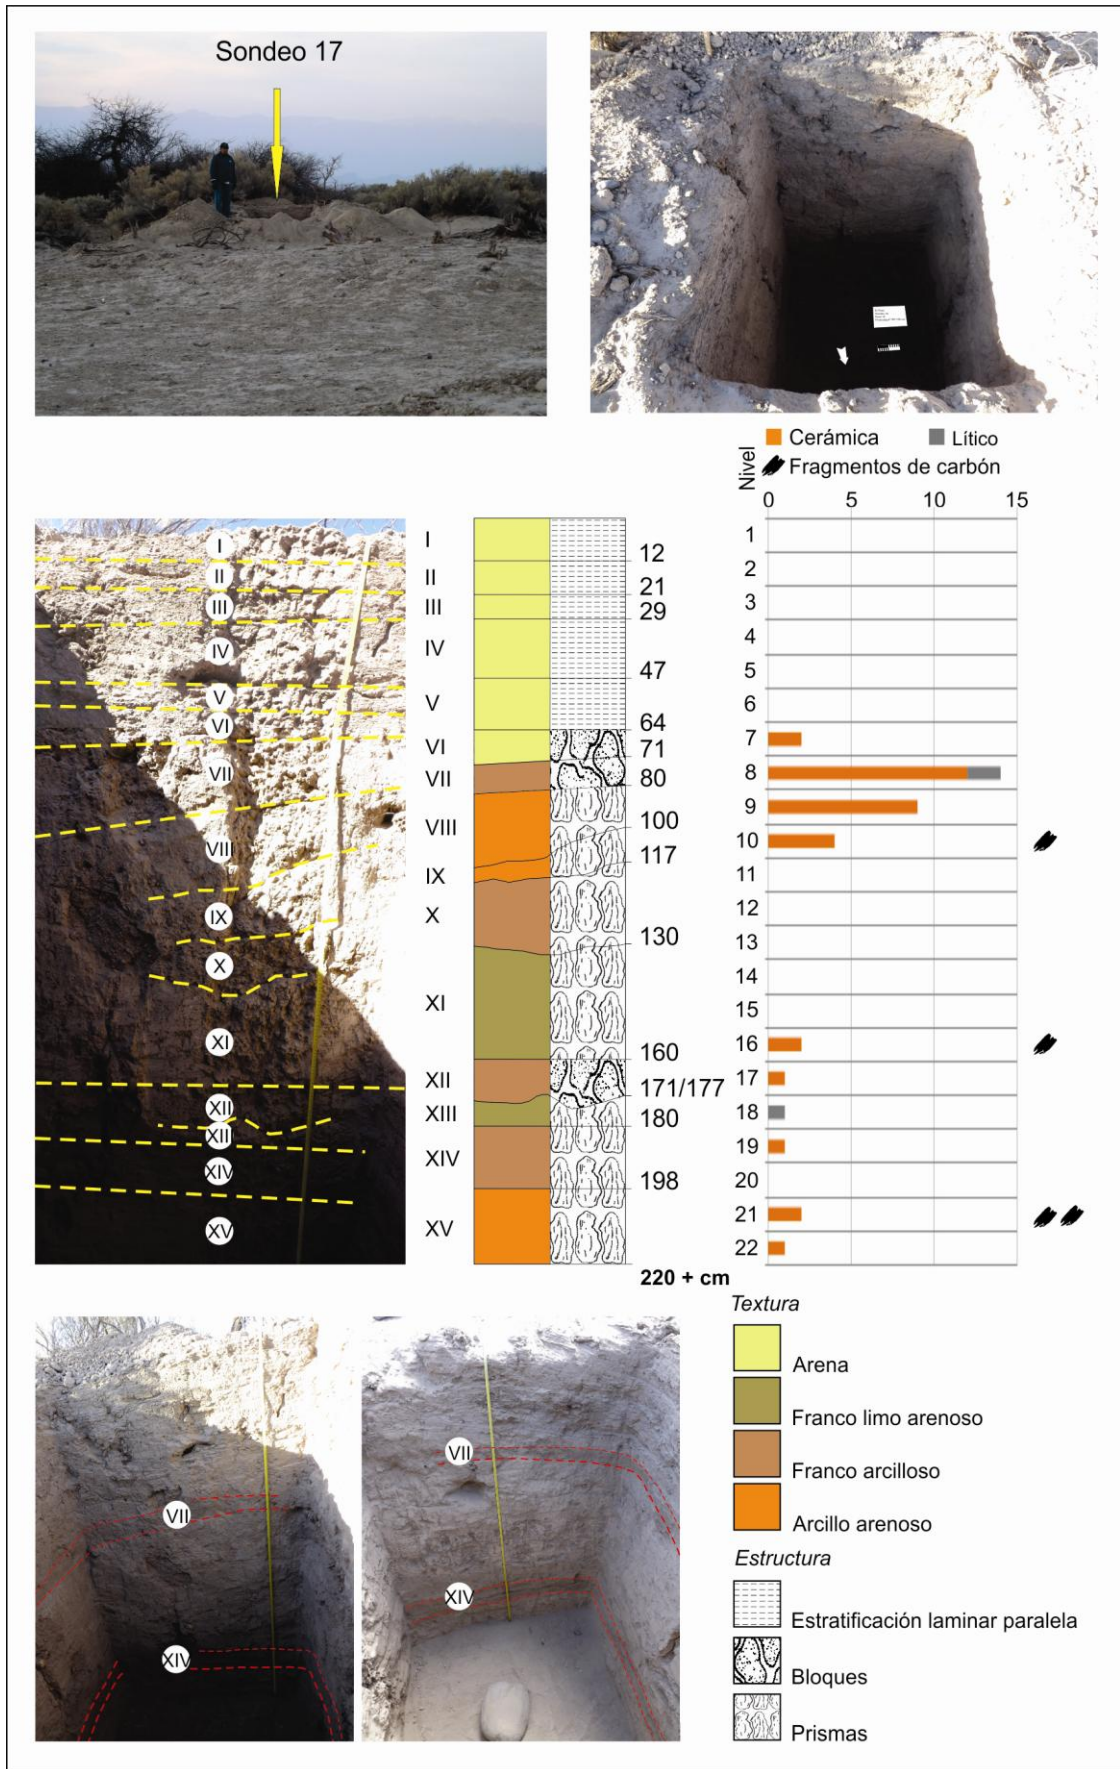 Sondeo 17
Cerámica
Lítico
Fragmentos de carbón
Nivel
0 5 10 15
I
II
III
IV
V
VI
VII
VIII
IX
X
XI
XII
XII
XIV
XV
I
II
III
IV
V
VI
VII
VIII
IX
X
XI
XII
XIII
XIV
XV
12
21
29
47
64
71
80
100
117
130
160
171/177
180
198
220 + cm
1
2
3
4
5
6
7
8
9
10
11
12
13
14
15
16
17
18
19
20
21
22
VII
XIV
VII
XIV
Textura
Arena
Franco limo arenoso
Franco arcilloso
Arcillo arenoso
Estructura
Estratificación laminar paralela
Bloques
Prismas